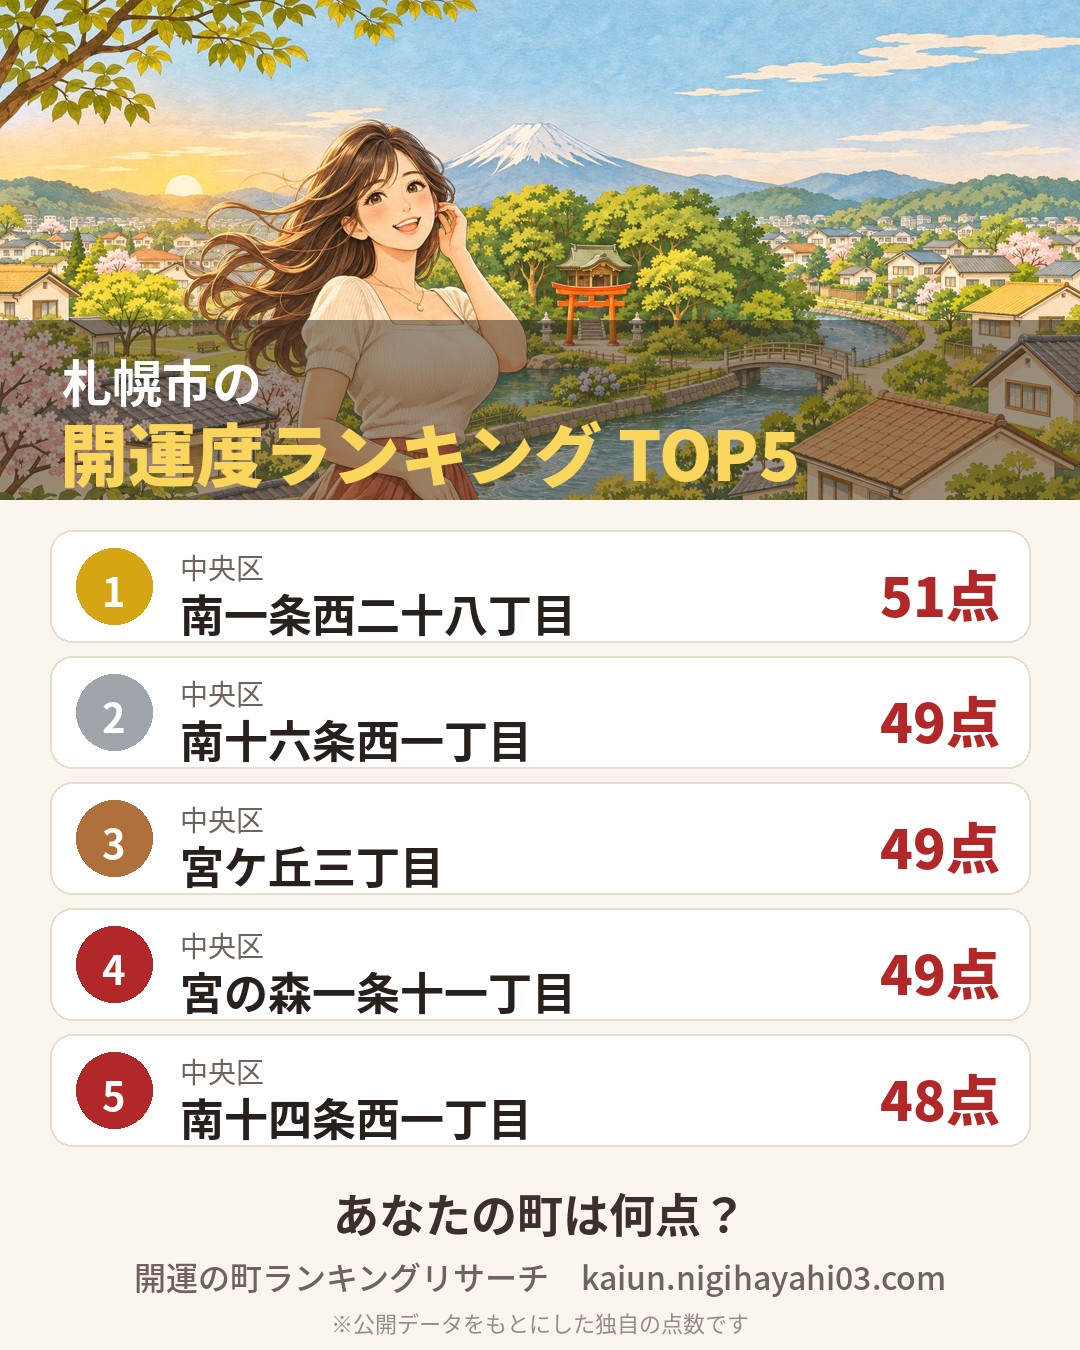 札幌市の
開運度ランキング TOP5
1
中央区
南一条西二十八丁目
51点
2
中央区
南十六条西一丁目
49点
3
中央区
宮ケ丘三丁目
49点
4
中央区
宮の森一条十一丁目
49点
5
中央区
南十四条西一丁目
48点
あなたの町は何点？
開運の町ランキングリサーチ　kaiun.nigihayahi03.com
※公開データをもとにした独自の点数です